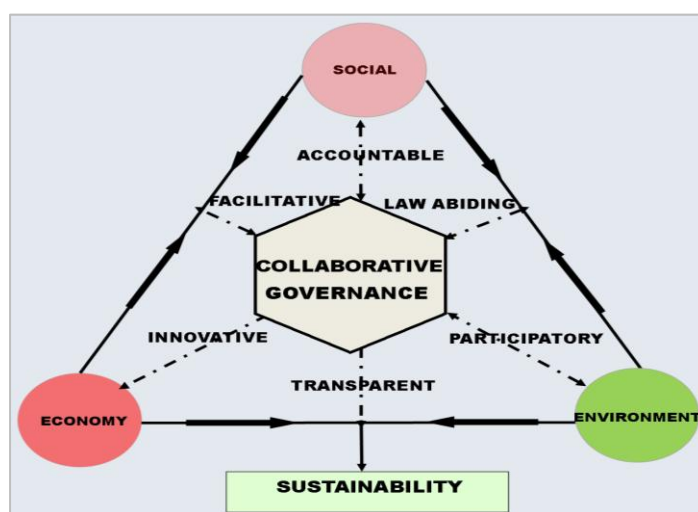 SOCIAL
ACCOUNTABLE
FACILITATIVE
LAW ABIDING
COLLABORATIVE
GOVERNANCE
INNOVATIVE
PARTICIPATORY
TRANSPARENT
ECONOMY
ENVIRONMENT
SUSTAINABILITY